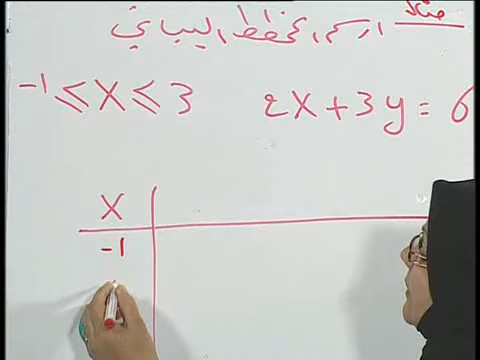 مثال
ارسم المخطط البياني
2X + 3y = 6
-1 ≤ X ≤ 3
X
-1